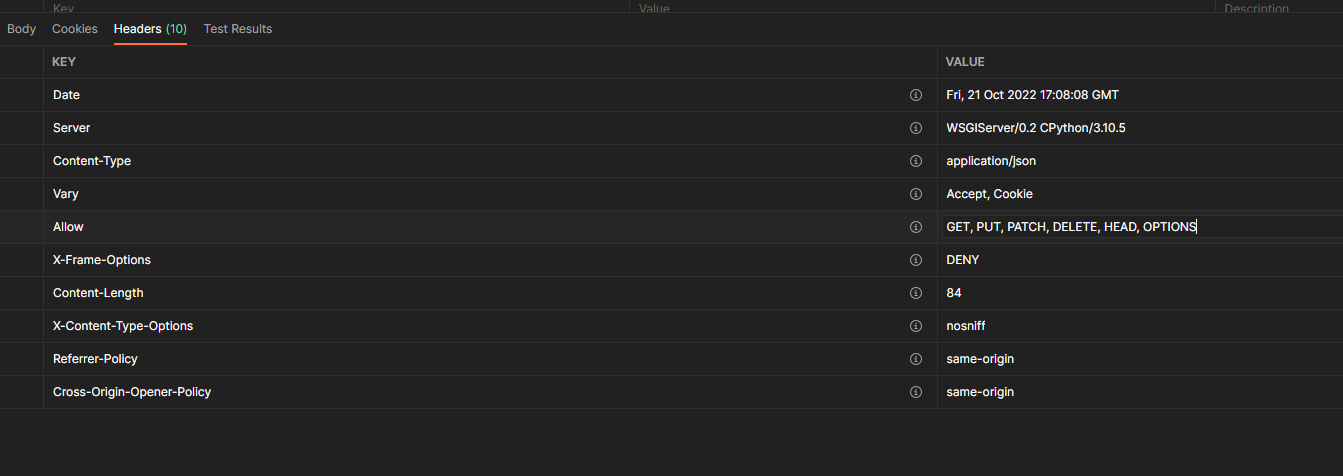 Key Value Description
Body Cookies Headers (10) Test Results
KEY VALUE
Date Fri, 21 Oct 2022 17:08:08 GMT
Server WSGIServer/0.2 CPython/3.10.5
Content-Type application/json
Vary Accept, Cookie
Allow GET, PUT, PATCH, DELETE, HEAD, OPTIONS
X-Frame-Options DENY
Content-Length 84
X-Content-Type-Options nosniff
Referrer-Policy same-origin
Cross-Origin-Opener-Policy same-origin